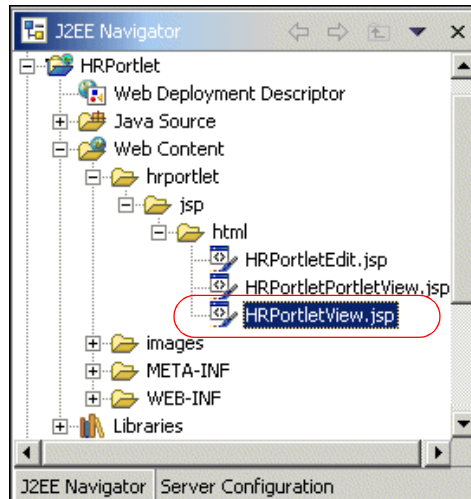 J2EE Navigator
HRPortlet
Web Deployment Descriptor
Java Source
Web Content
hrportlet
jsp
html
HRPortletEdit.jsp
HRPortletPortletView.jsp
HRPortletView.jsp
images
META-INF
WEB-INF
Libraries
J2EE Navigator Server Configuration